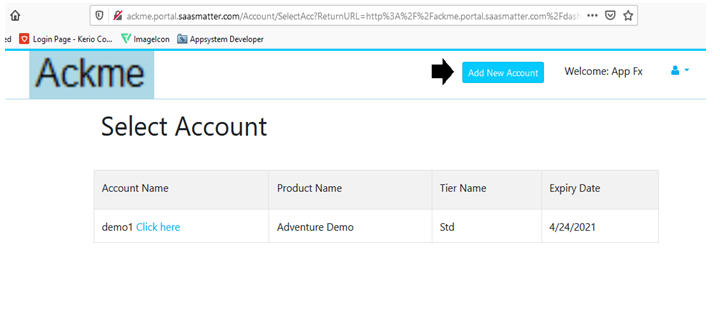 ackme.portal.saasmatter.com/Account/SelectAcc?ReturnURL=http%3A%2F%2Fackme.portal.saasmatter.com%2Fdas
ed Login Page - Kerio Co... ImageIcon Appsystem Developer
Ackme Add New Account Welcome: App Fx
Select Account
Account Name Product Name Tier Name Expiry Date
demo1 Click here Adventure Demo Std 4/24/2021